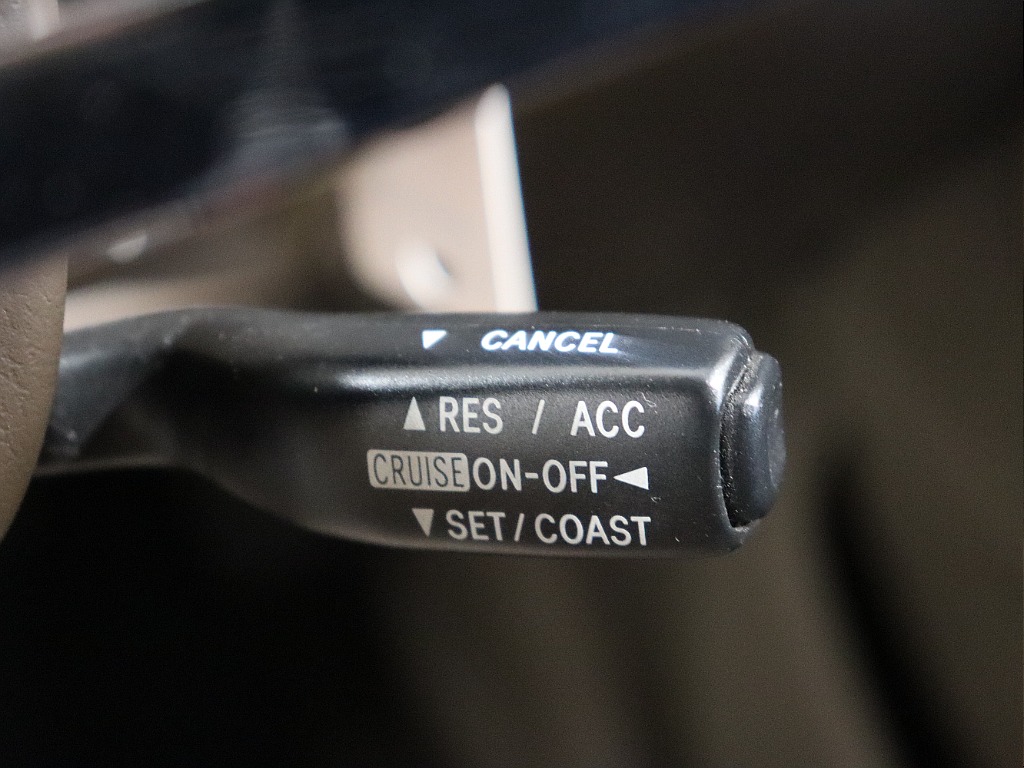 ▼ CANCEL
▲ RES / ACC
CRUISE ON-OFF ◀
▼ SET / COAST